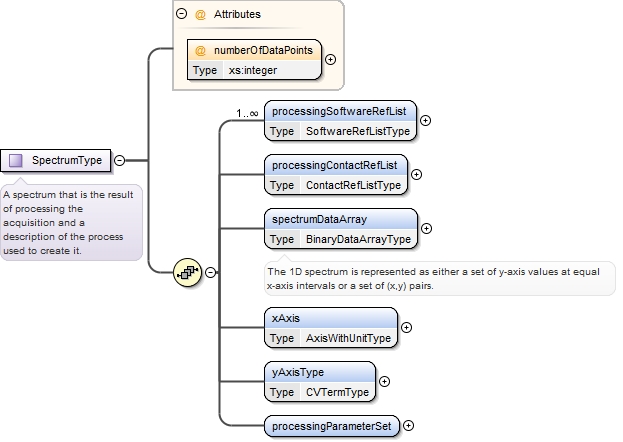 @ Attributes
@ numberOfDataPoints
Type xs:integer
1..∞
processingSoftwareRefList
Type SoftwareRefListType
SpectrumType
A spectrum that is the result
of processing the
acquisition and a
description of the process
used to create it.
processingContactRefList
Type ContactRefListType
spectrumDataArray
Type BinaryDataArrayType
The 1D spectrum is represented as either a set of y-axis values at equal
x-axis intervals or a set of (x,y) pairs.
xAxis
Type AxisWithUnitType
yAxisType
Type CVTermType
processingParameterSet